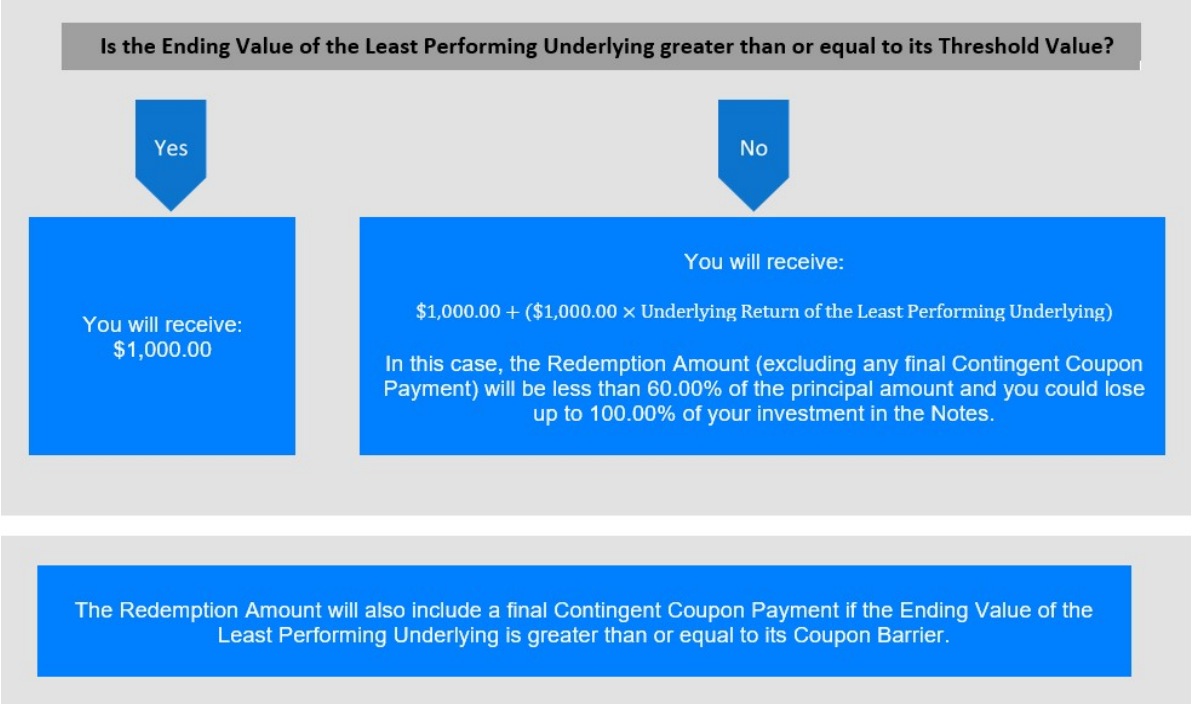 Is the Ending Value of the Least Performing Underlying greater than or equal to its Threshold Value?
Yes
No
You will receive:
$1,000.00
You will receive:
$1,000.00 + ($1,000.00 × Underlying Return of the Least Performing Underlying)
In this case, the Redemption Amount (excluding any final Contingent Coupon
Payment) will be less than 60.00% of the principal amount and you could lose
up to 100.00% of your investment in the Notes.
The Redemption Amount will also include a final Contingent Coupon Payment if the Ending Value of the
Least Performing Underlying is greater than or equal to its Coupon Barrier.